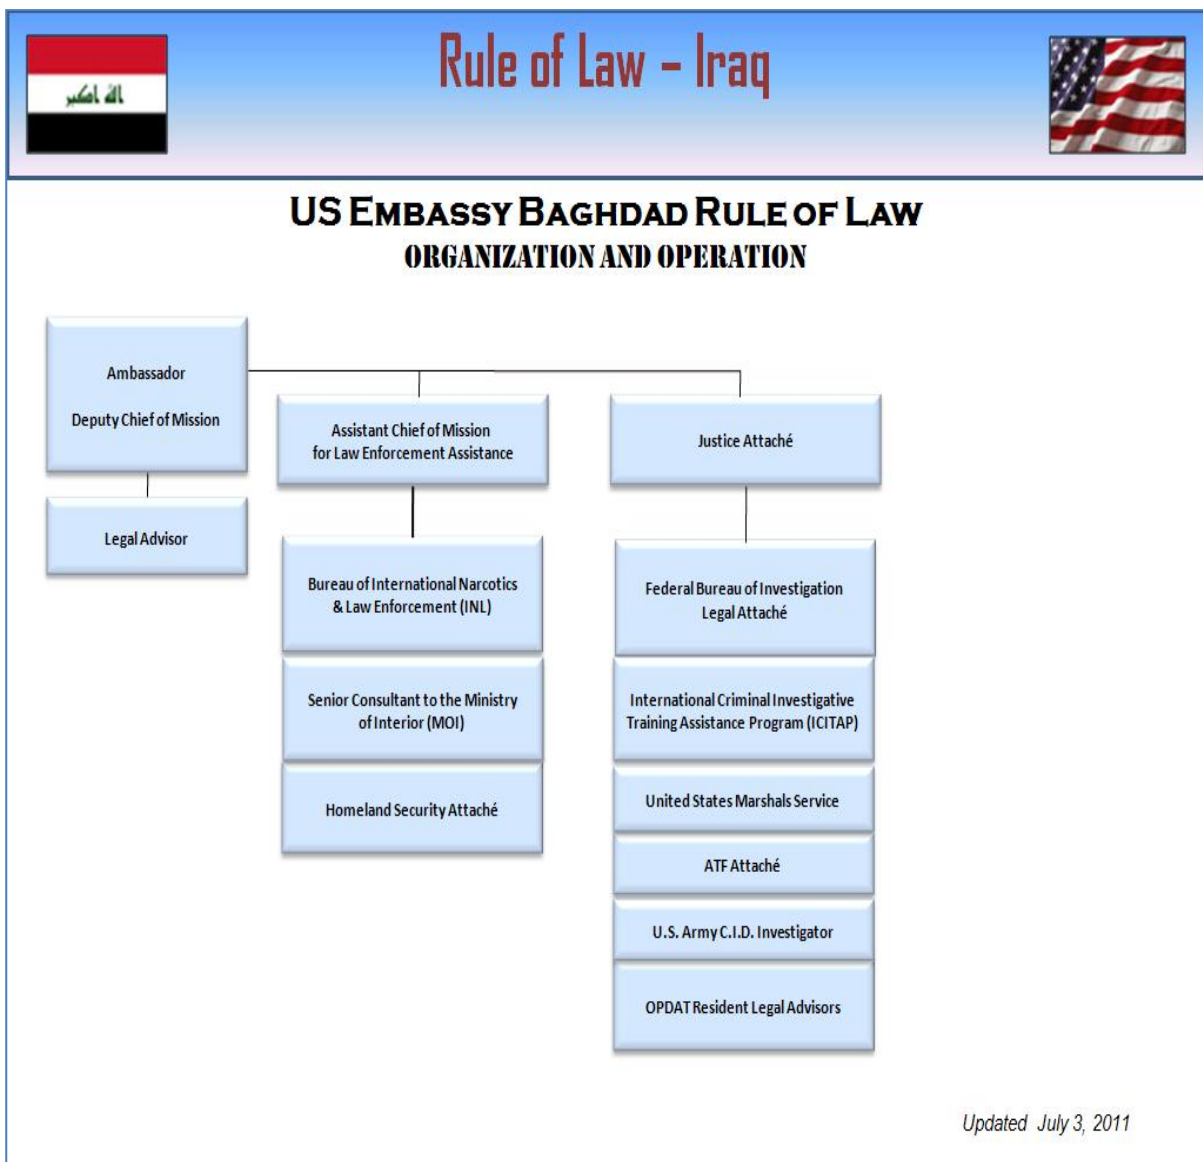 Rule of Law – Iraq
الله اكبر
US Embassy Baghdad Rule of Law
Organization and Operation
Ambassador
Deputy Chief of Mission
Legal Advisor
Assistant Chief of Mission
for Law Enforcement Assistance
Bureau of International Narcotics
& Law Enforcement (INL)
Senior Consultant to the Ministry
of Interior (MOI)
Homeland Security Attaché
Justice Attaché
Federal Bureau of Investigation
Legal Attaché
International Criminal Investigative
Training Assistance Program (ICITAP)
United States Marshals Service
ATF Attaché
U.S. Army C.I.D. Investigator
OPDAT Resident Legal Advisors
Updated July 3, 2011